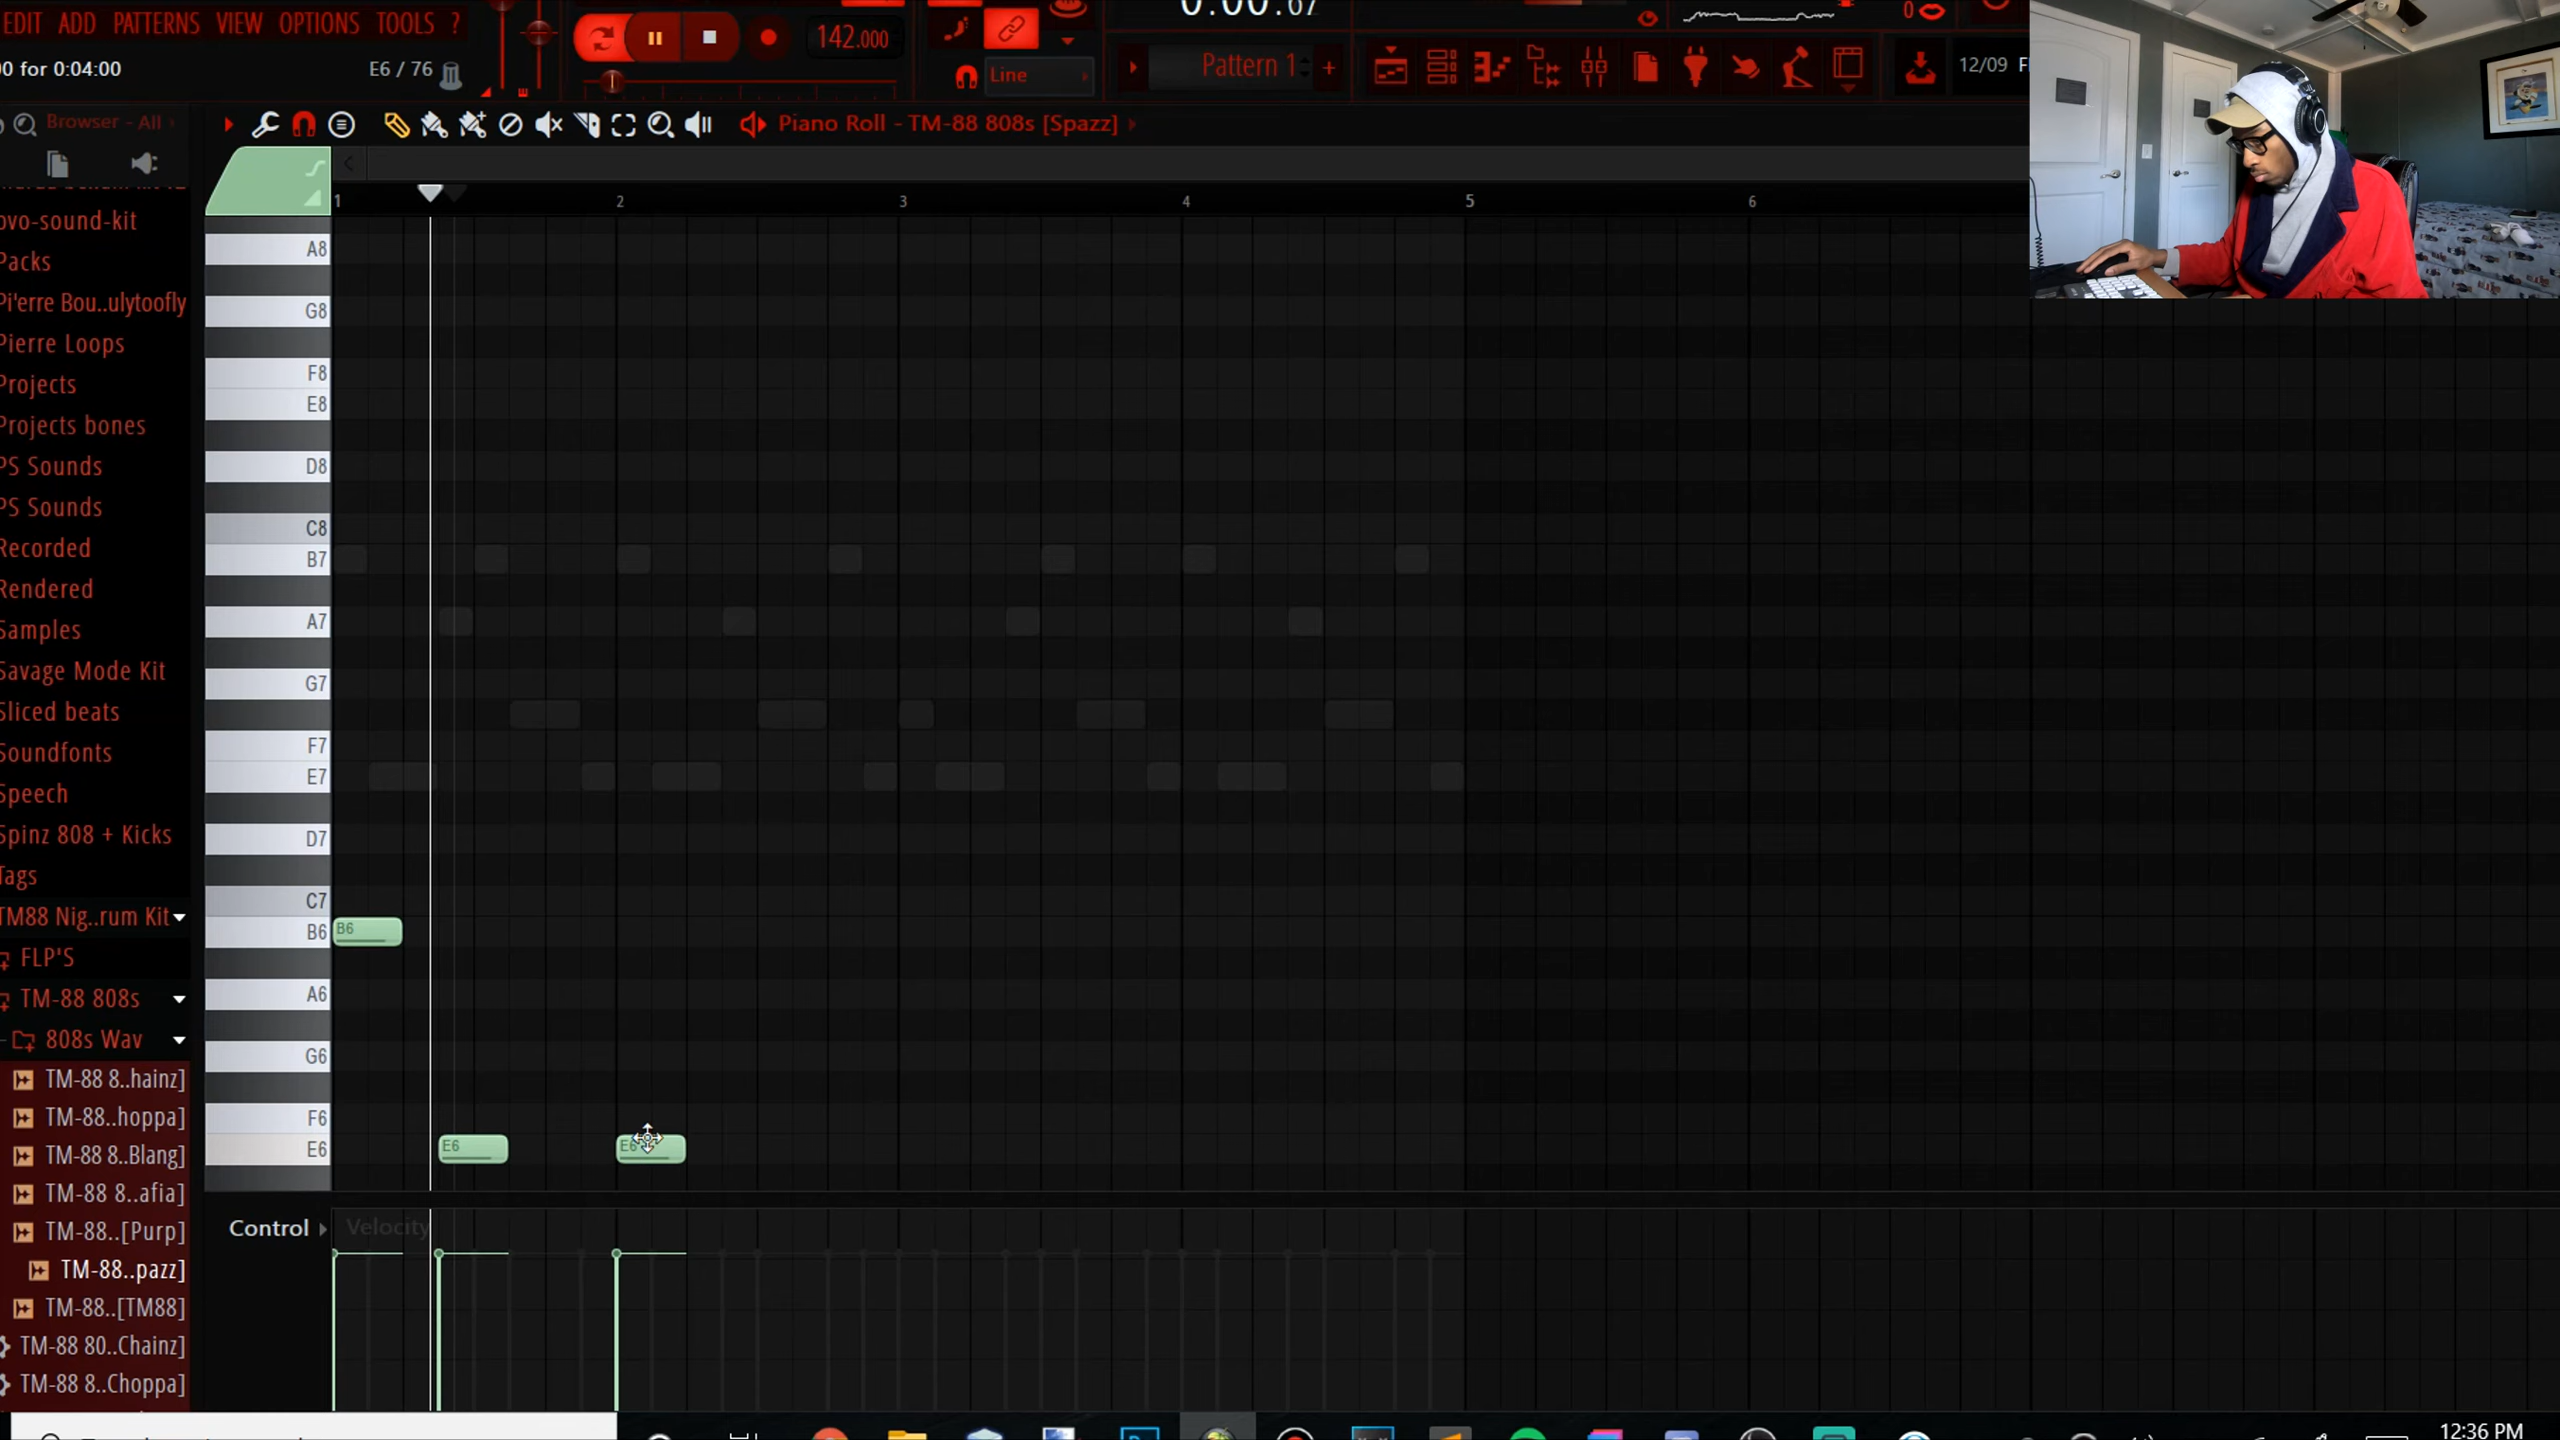 EDIT ADD PATTERNS VIEW OPTIONS TOOLS ?
142.000
0:00:07
0
00 for 0:04:00
E6 / 76
Line
Pattern 1
+
12/09
Browser - All
Piano Roll - TM-88 808s [Spazz]
ovo-sound-kit
Packs
Pi'erre Bou..ulytoofly
Pierre Loops
Projects
Projects bones
PS Sounds
PS Sounds
Recorded
Rendered
Samples
Savage Mode Kit
Sliced beats
Soundfonts
Speech
Spinz 808 + Kicks
Tags
TM88 Nig..rum Kit
FLP'S
TM-88 808s
808s Wav
TM-88 8..hainz]
TM-88..hoppa]
TM-88 8..Blang]
TM-88 8..afia]
TM-88..[Purp]
TM-88..pazz]
TM-88..[TM88]
TM-88 80..Chainz]
TM-88 8..Choppa]
1 2 3 4 5 6
A8
G8
F8
E8
D8
C8
B7
A7
G7
F7
E7
D7
C7
B6 B6
A6
G6
F6
E6 E6 E6
Control
Velocity
12:36 PM